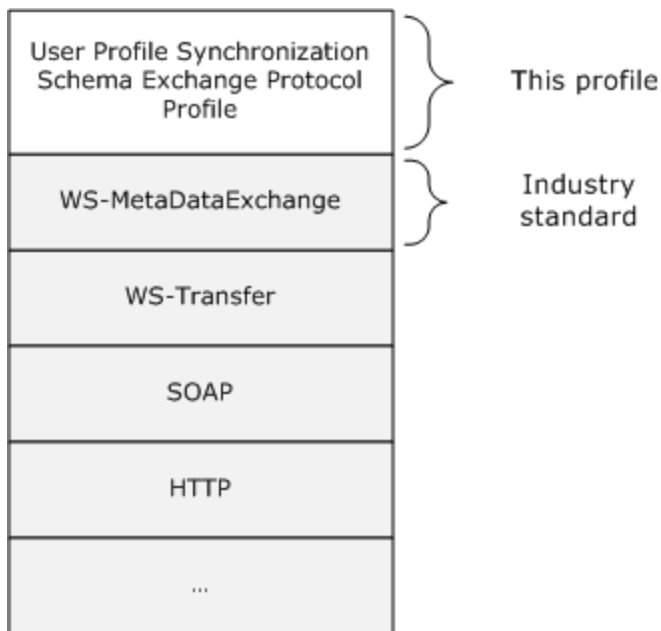 User Profile Synchronization
Schema Exchange Protocol
Profile
This profile
WS-MetaDataExchange
Industry
standard
WS-Transfer
SOAP
HTTP
...